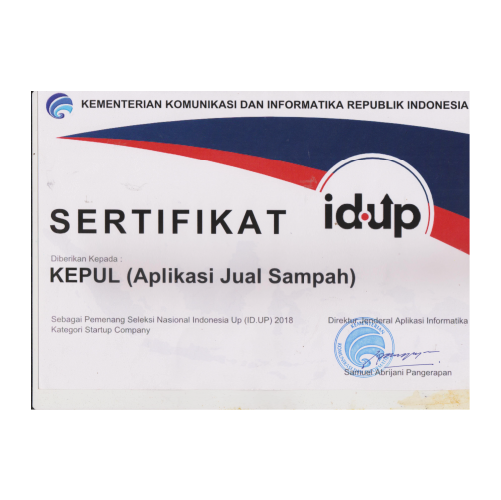 KEMENTERIAN KOMUNIKASI DAN INFORMATIKA REPUBLIK INDONESIA
id.up
SERTIFIKAT
Diberikan Kepada :
KEPUL (Aplikasi Jual Sampah)
Sebagai Pemenang Seleksi Nasional Indonesia Up (ID.UP) 2018
Kategori Startup Company
Direktur Jenderal Aplikasi Informatika
KEMENTERIAN
Samuel Abrijani Pangerapan